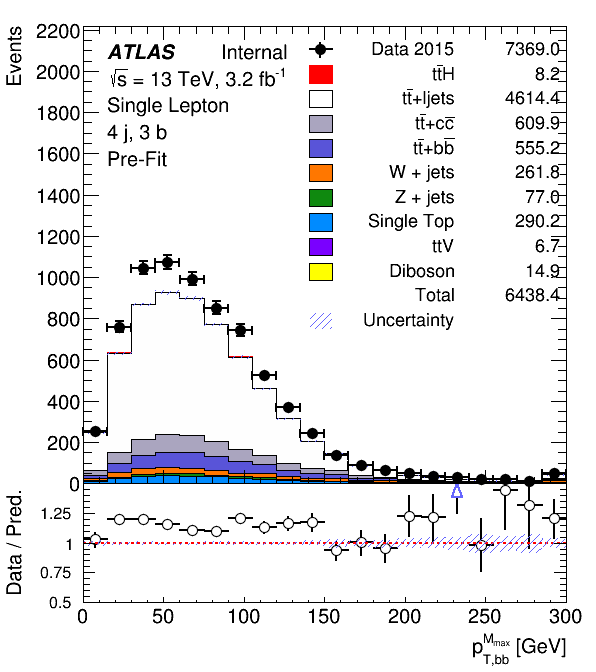 Events
2200
2000
1800
1600
1400
1200
1000
800
600
400
200
0
ATLAS Internal
√s = 13 TeV, 3.2 fb⁻¹
Single Lepton
4 j, 3 b
Pre-Fit
Data 2015 7369.0
tt̄H 8.2
tt̄+ljets 4614.4
tt̄+cc̄ 609.9
tt̄+bb̄ 555.2
W + jets 261.8
Z + jets 77.0
Single Top 290.2
ttV 6.7
Diboson 14.9
Total 6438.4
Uncertainty
Data / Pred.
1.25
1
0.75
0.5
0 50 100 150 200 250 300
p_{T,bb}^{M_{max}} [GeV]